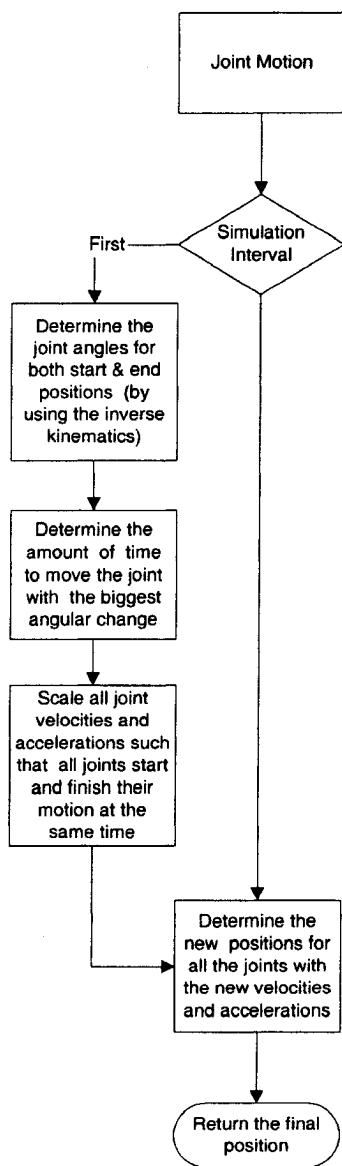 Joint Motion
Simulation
Interval
First
Determine the
joint angles for
both start & end
positions (by
using the inverse
kinematics)
Determine the
amount of time
to move the joint
with the biggest
angular change
Scale all joint
velocities and
accelerations such
that all joints start
and finish their
motion at the
same time
Determine the
new positions for
all the joints with
the new velocities
and accelerations
Return the final
position